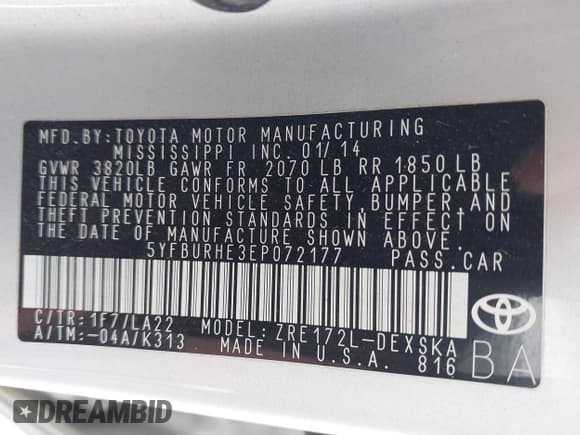 MFD.BY:TOYOTA MOTOR MANUFACTURING
MISSISSIPPI INC. 01/14
GVWR 3820LB GAWR FR 2070 LB RR 1850 LB
THIS VEHICLE CONFORMS TO ALL APPLICABLE
FEDERAL MOTOR VEHICLE SAFETY, BUMPER, AND
THEFT PREVENTION STANDARDS IN EFFECT ON
THE DATE OF MANUFACTURE SHOWN ABOVE.
5YFBURHE3EP072177 PASS.CAR
C/TR:1F7/LA22 MODEL:ZRE172L-DEXSKA
A/TM:-04A/K313 MADE IN U.S.A. 816 BA
DREAMBID